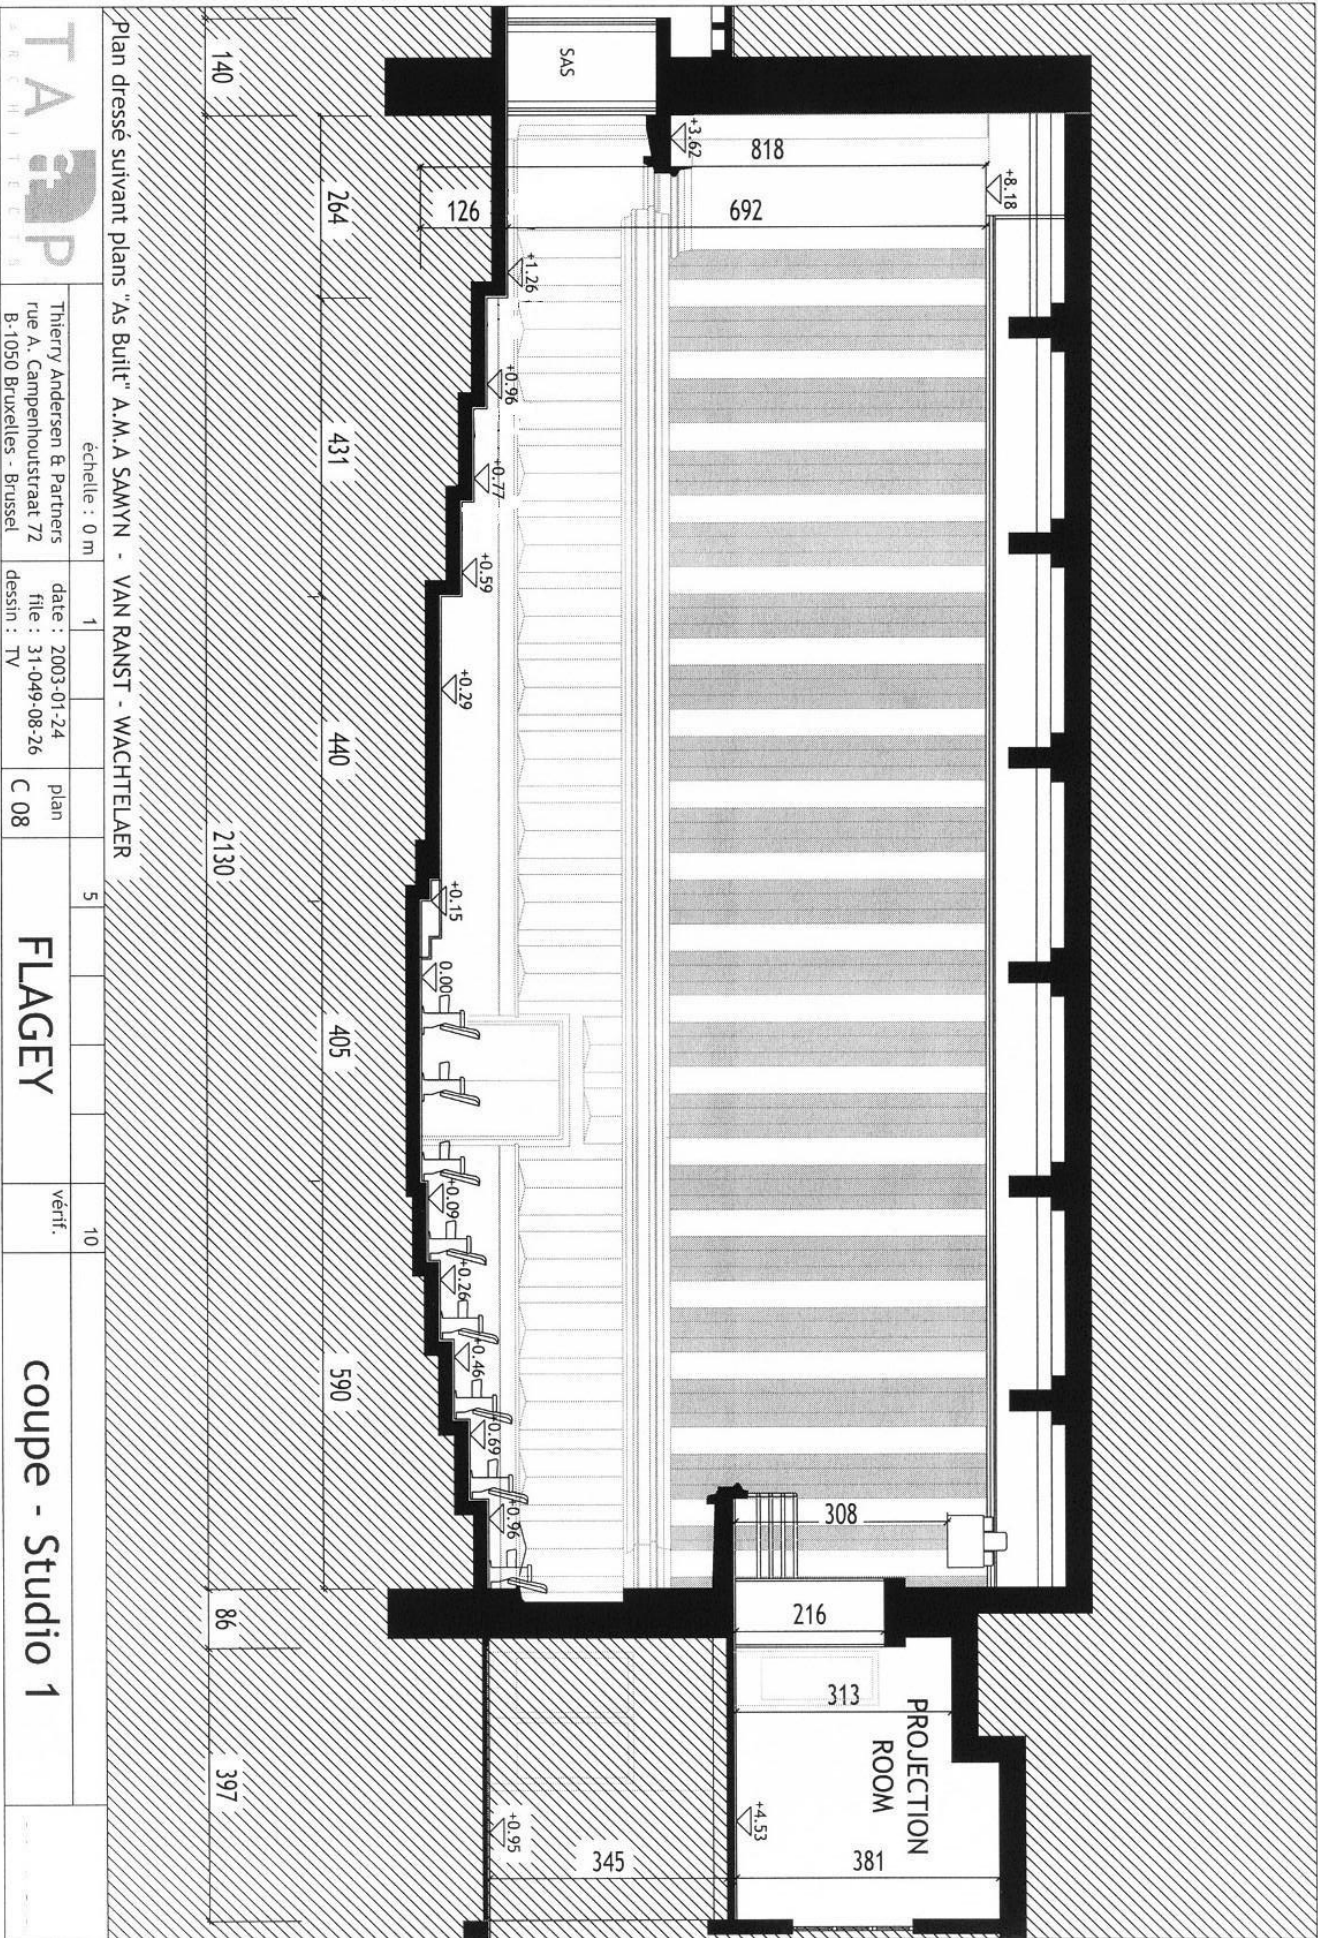 SAS
+3.62
818
+8.18
126
692
+1.26
+0.96
+0.77
+0.59
+0.29
+0.15
0.00
+0.09
+0.26
+0.46
+0.69
+0.96
308
216
313
PROJECTION
ROOM
+4.53
381
345
+0.95
264
431
440
405
590
140
2130
86
397
Plan dressé suivant plans "As Built" A.M.A SAMYN - VAN RANST - WACHTELAER
TA&P
ARCHITECTS
échelle : 0 m 1 5 10
Thierry Andersen & Partners
rue A. Campenhoutstraat 72
B-1050 Bruxelles - Brussel
date : 2003-01-24
file : 31-049-08-26
dessin : TV
plan
C 08
FLAGEY
vérif.
coupe - Studio 1